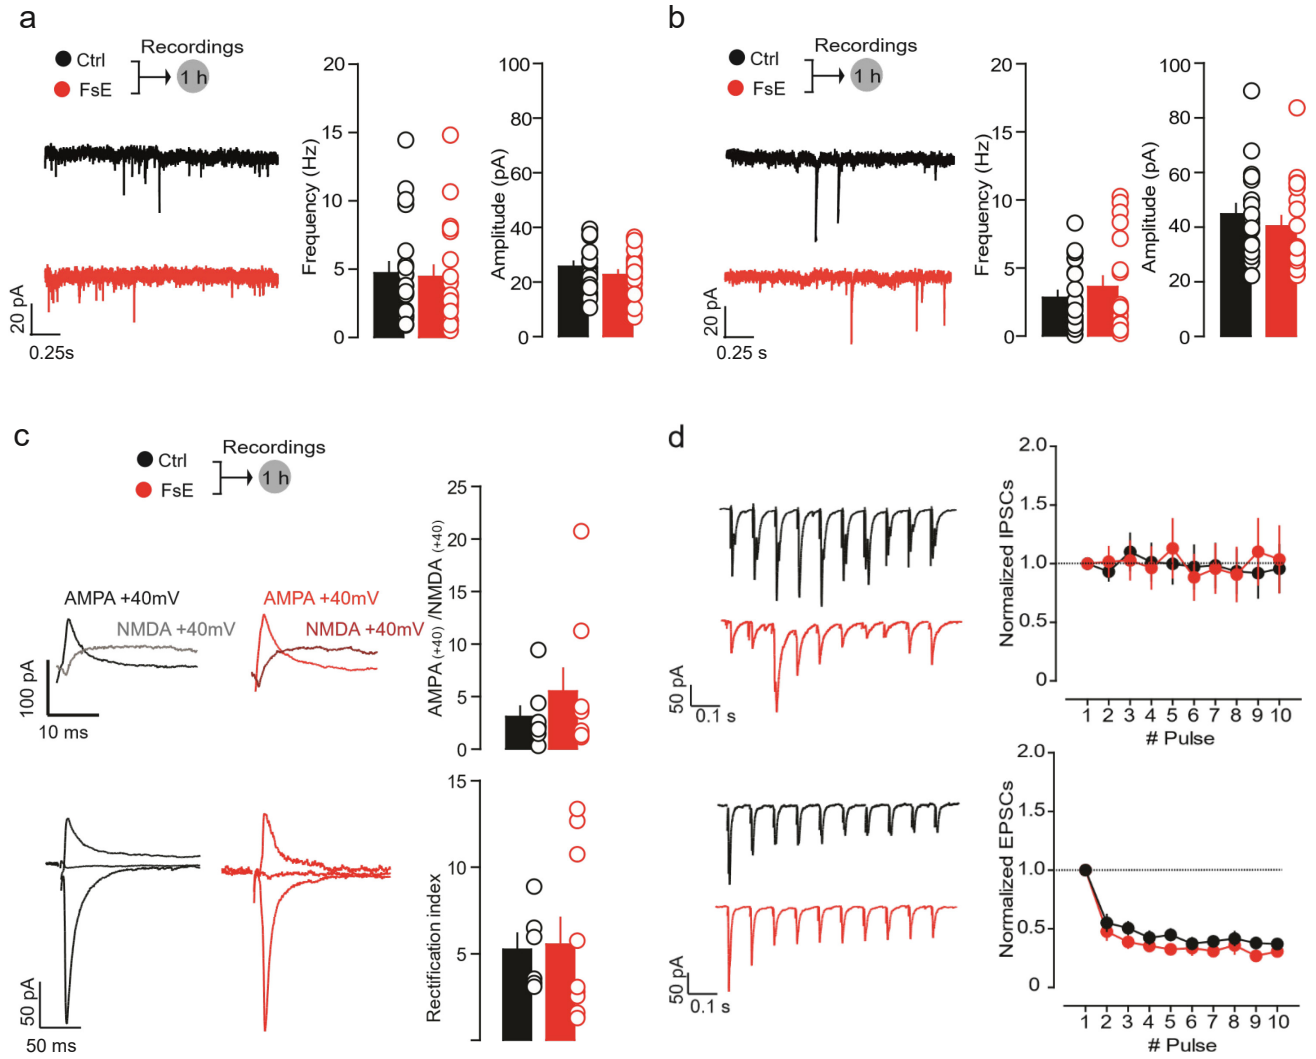 a
Recordings
Ctrl
FsE
1 h
20 pA
0.25s
Frequency (Hz)
20
15
10
5
0
Amplitude (pA)
100
80
60
40
20
0
b
Recordings
Ctrl
FsE
1 h
20 pA
0.25 s
Frequency (Hz)
20
15
10
5
0
Amplitude (pA)
100
80
60
40
20
0
c
Recordings
Ctrl
FsE
1 h
AMPA +40mV
NMDA +40mV
AMPA +40mV
NMDA +40mV
100 pA
10 ms
AMPA (+40) /NMDA (+40)
25
20
15
10
5
0
50 pA
50 ms
Rectification index
15
10
5
d
50 pA
0.1 s
Normalized IPSCs
2.0
1.5
1.0
0.5
0
1 2 3 4 5 6 7 8 9 10
# Pulse
50 pA
0.1 s
Normalized EPSCs
2.0
1.5
1.0
0.5
0
1 2 3 4 5 6 7 8 9 10
# Pulse